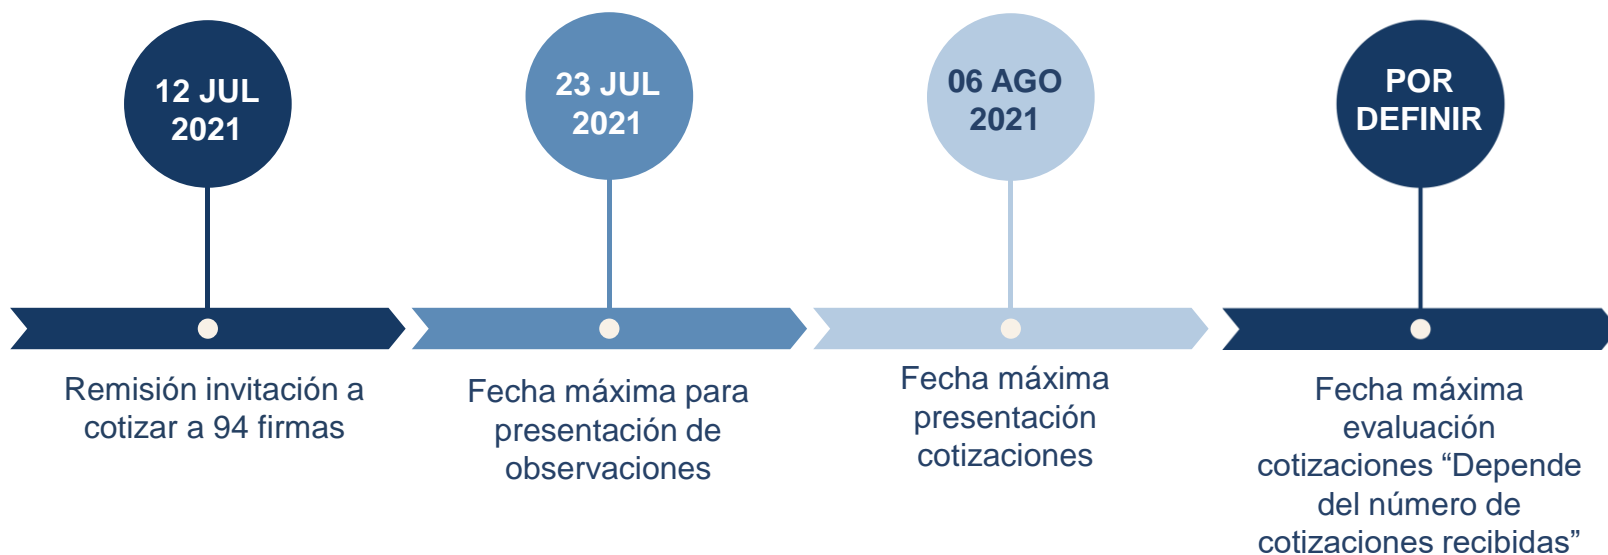 12 JUL
2021
Remisión invitación a
cotizar a 94 firmas
23 JUL
2021
Fecha máxima para
presentación de
observaciones
06 AGO
2021
Fecha máxima
presentación
cotizaciones
POR
DEFINIR
Fecha máxima
evaluación
cotizaciones “Depende
del número de
cotizaciones recibidas”